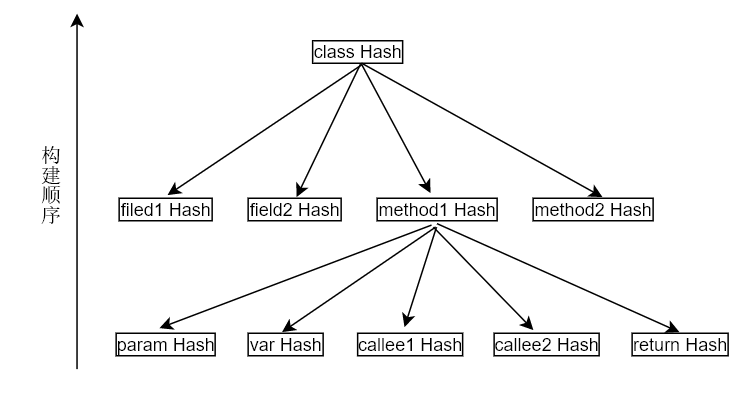 class Hash
构建顺序
filed1 Hash
field2 Hash
method1 Hash
method2 Hash
param Hash
var Hash
callee1 Hash
callee2 Hash
return Hash